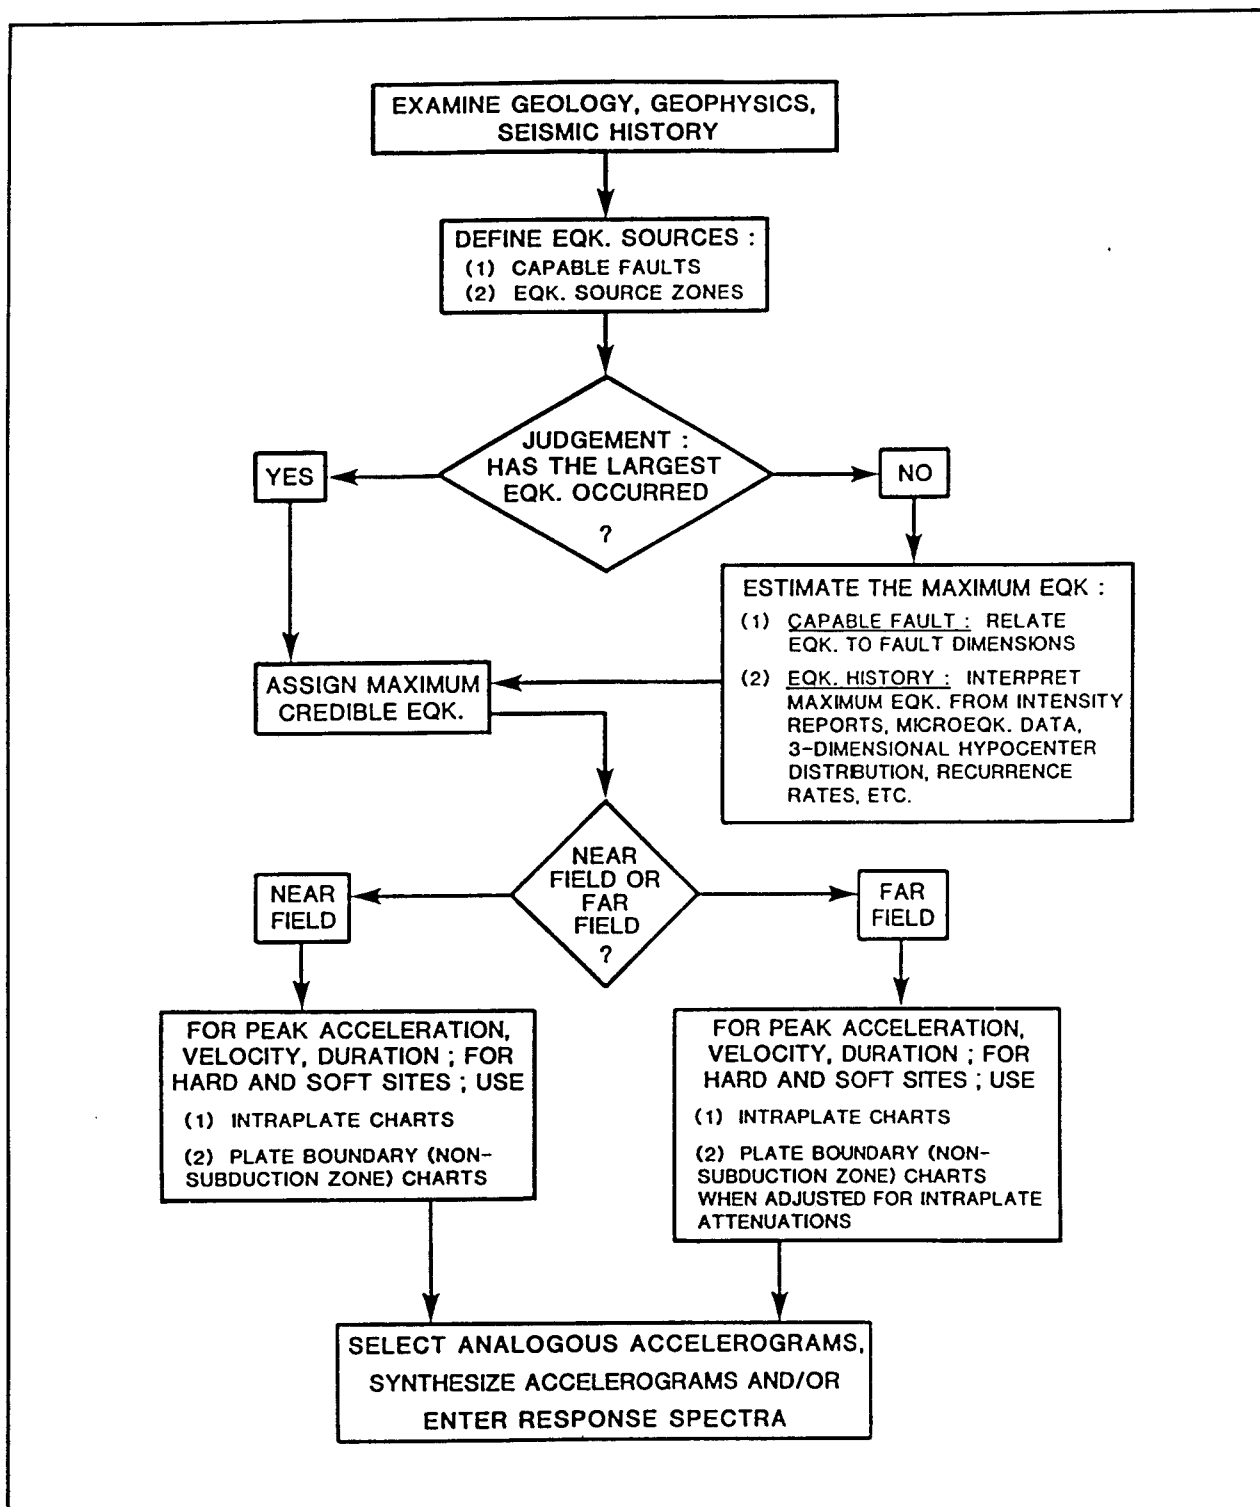 EXAMINE GEOLOGY, GEOPHYSICS,
SEISMIC HISTORY
DEFINE EQK. SOURCES :
(1) CAPABLE FAULTS
(2) EQK. SOURCE ZONES
JUDGEMENT :
HAS THE LARGEST
EQK. OCCURRED
?
YES
NO
ESTIMATE THE MAXIMUM EQK :
(1) CAPABLE FAULT : RELATE
EQK. TO FAULT DIMENSIONS
(2) EQK. HISTORY : INTERPRET
MAXIMUM EQK. FROM INTENSITY
REPORTS, MICROEQK. DATA,
3-DIMENSIONAL HYPOCENTER
DISTRIBUTION, RECURRENCE
RATES, ETC.
ASSIGN MAXIMUM
CREDIBLE EQK.
NEAR
FIELD OR
FAR
FIELD
?
NEAR
FIELD
FAR
FIELD
FOR PEAK ACCELERATION,
VELOCITY, DURATION ; FOR
HARD AND SOFT SITES ; USE
(1) INTRAPLATE CHARTS
(2) PLATE BOUNDARY (NON-
SUBDUCTION ZONE) CHARTS
FOR PEAK ACCELERATION,
VELOCITY, DURATION ; FOR
HARD AND SOFT SITES ; USE
(1) INTRAPLATE CHARTS
(2) PLATE BOUNDARY (NON-
SUBDUCTION ZONE) CHARTS
WHEN ADJUSTED FOR INTRAPLATE
ATTENUATIONS
SELECT ANALOGOUS ACCELEROGRAMS,
SYNTHESIZE ACCELEROGRAMS AND/OR
ENTER RESPONSE SPECTRA